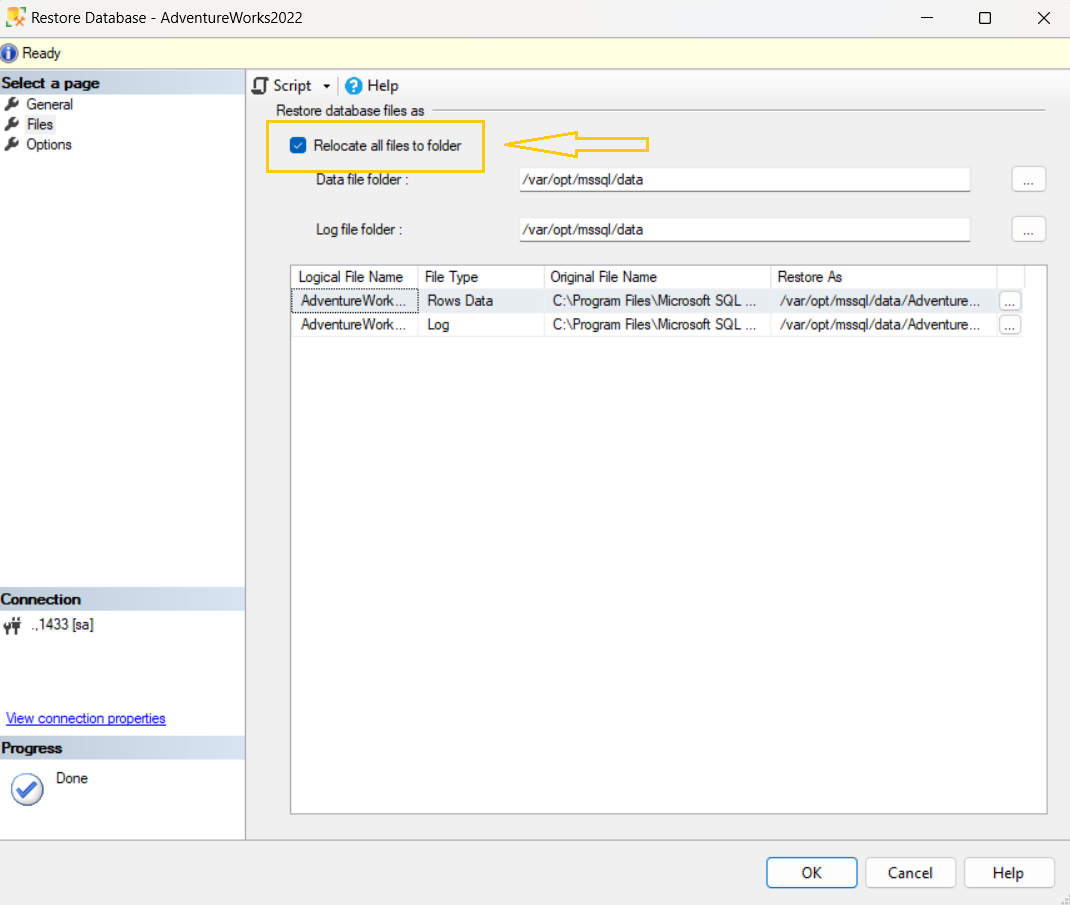 Restore Database - AdventureWorks2022
Ready
Select a page
General
Files
Options
Script
Help
Restore database files as
Relocate all files to folder
Data file folder :
/var/opt/mssql/data
...
Log file folder :
/var/opt/mssql/data
...
Logical File Name File Type Original File Name Restore As
AdventureWork... Rows Data C:\Program Files\Microsoft SQL ... /var/opt/mssql/data/Adventure... ...
AdventureWork... Log C:\Program Files\Microsoft SQL ... /var/opt/mssql/data/Adventure... ...
Connection
.,1433 [sa]
View connection properties
Progress
Done
OK Cancel Help